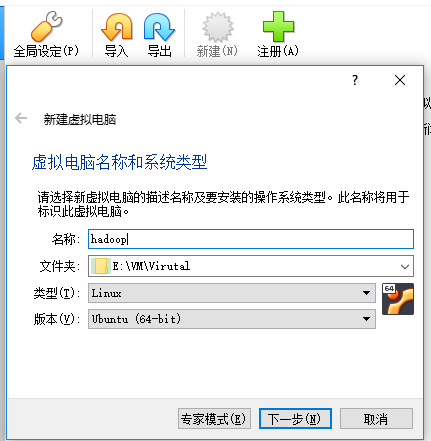 全局设定(P) 导入 导出 新建(N) 注册(A)
?
新建虚拟电脑
虚拟电脑名称和系统类型
请选择新虚拟电脑的描述名称及要安装的操作系统类型。此名称将用于
标识此虚拟电脑。
名称: hadoop
文件夹: E:\VM\Virutal
类型(T): Linux
64
版本(V): Ubuntu (64-bit)
专家模式(E) 下一步(N) 取消